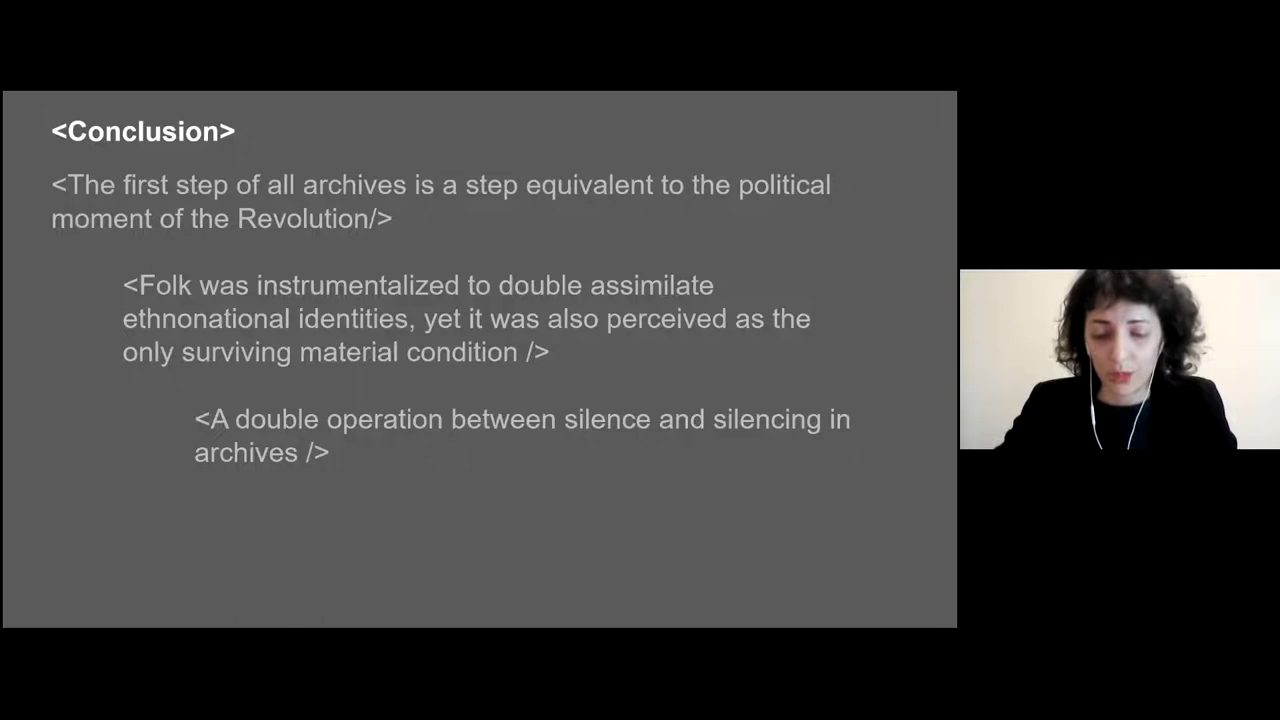 <Conclusion>
<The first step of all archives is a step equivalent to the political
moment of the Revolution/>
<Folk was instrumentalized to double assimilate
ethnonational identities, yet it was also perceived as the
only surviving material condition />
<A double operation between silence and silencing in
archives />